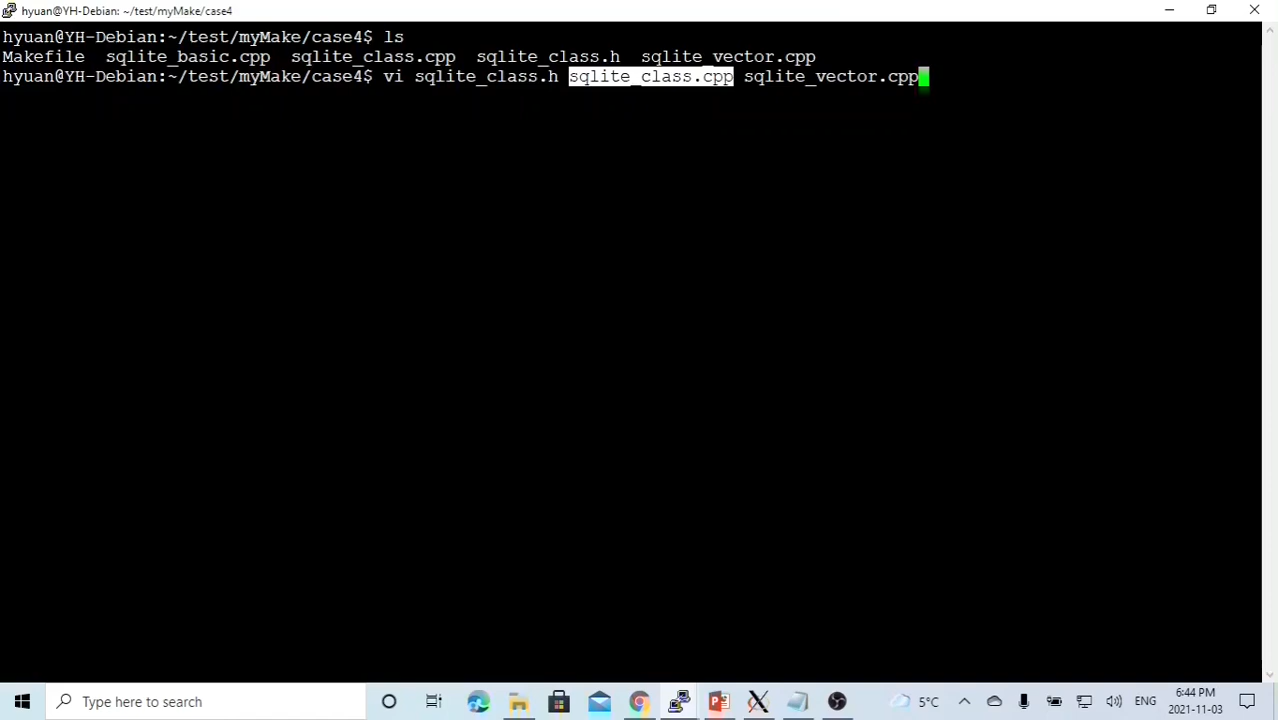 hyuan@YH-Debian: ~/test/myMake/case4
hyuan@YH-Debian:~/test/myMake/case4$ ls
Makefile sqlite_basic.cpp sqlite_class.cpp sqlite_class.h sqlite_vector.cpp
hyuan@YH-Debian:~/test/myMake/case4$ vi sqlite_class.h sqlite_class.cpp sqlite_vector.cpp
Type here to search
5°C
ENG
6:44 PM
2021-11-03